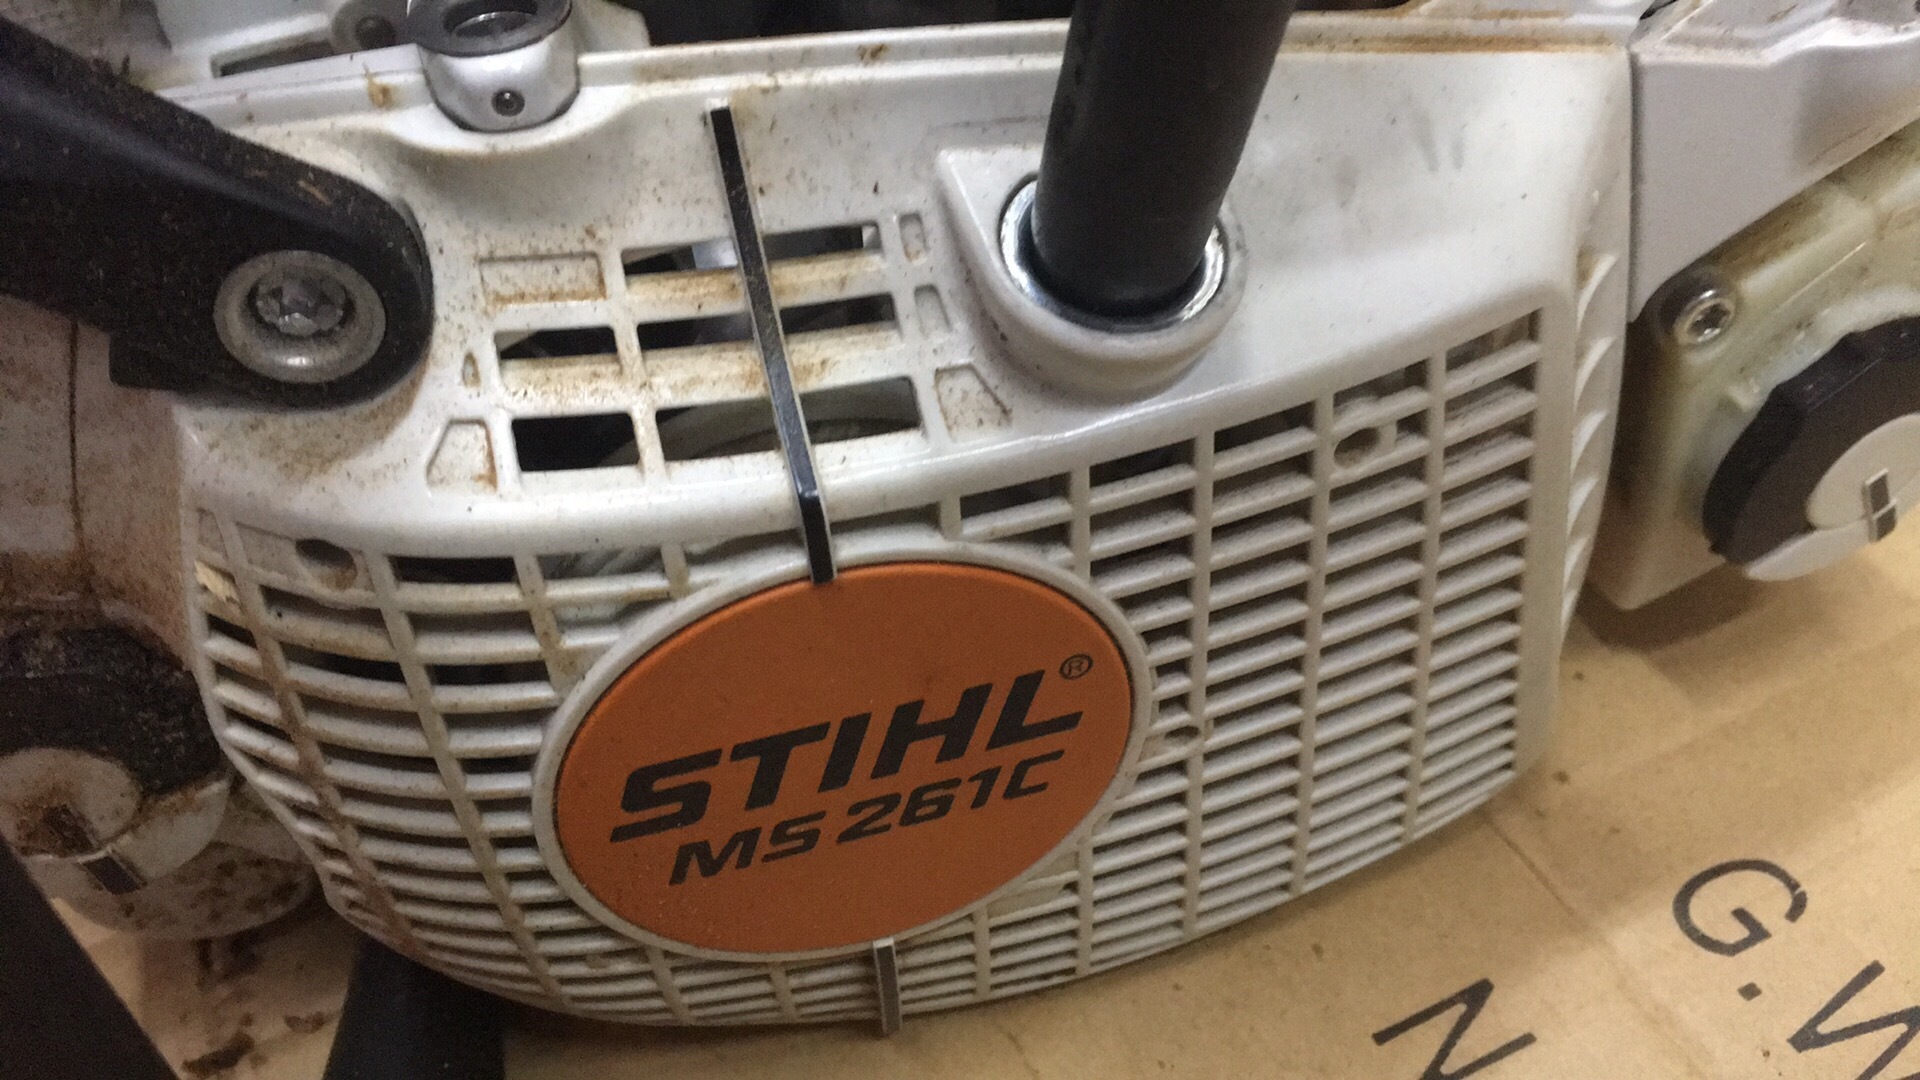 STIHL®
MS 261C
G.W
N